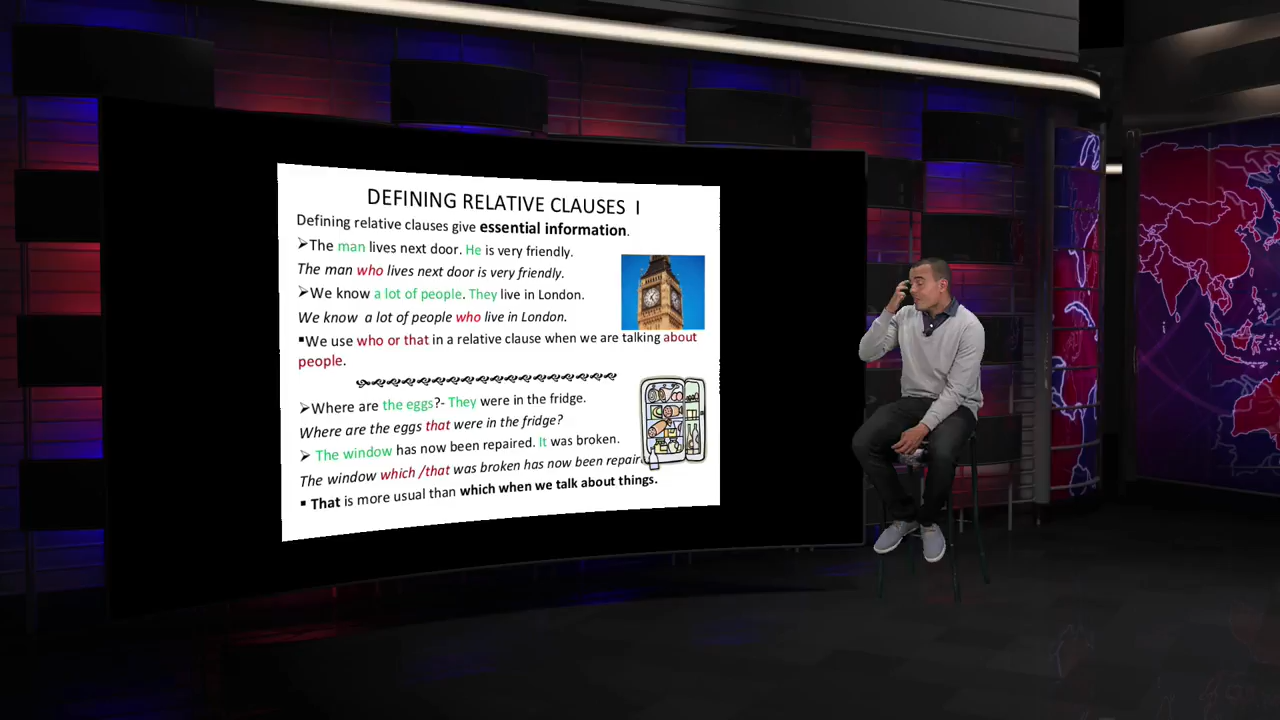 DEFINING RELATIVE CLAUSES I
Defining relative clauses give essential information.
➢The man lives next door. He is very friendly.
The man who lives next door is very friendly.
➢We know a lot of people. They live in London.
We know a lot of people who live in London.
▪We use who or that in a relative clause when we are talking about
people.
➢Where are the eggs?- They were in the fridge.
Where are the eggs that were in the fridge?
➢ The window has now been repaired. It was broken.
The window which /that was broken has now been repair
▪ That is more usual than which when we talk about things.